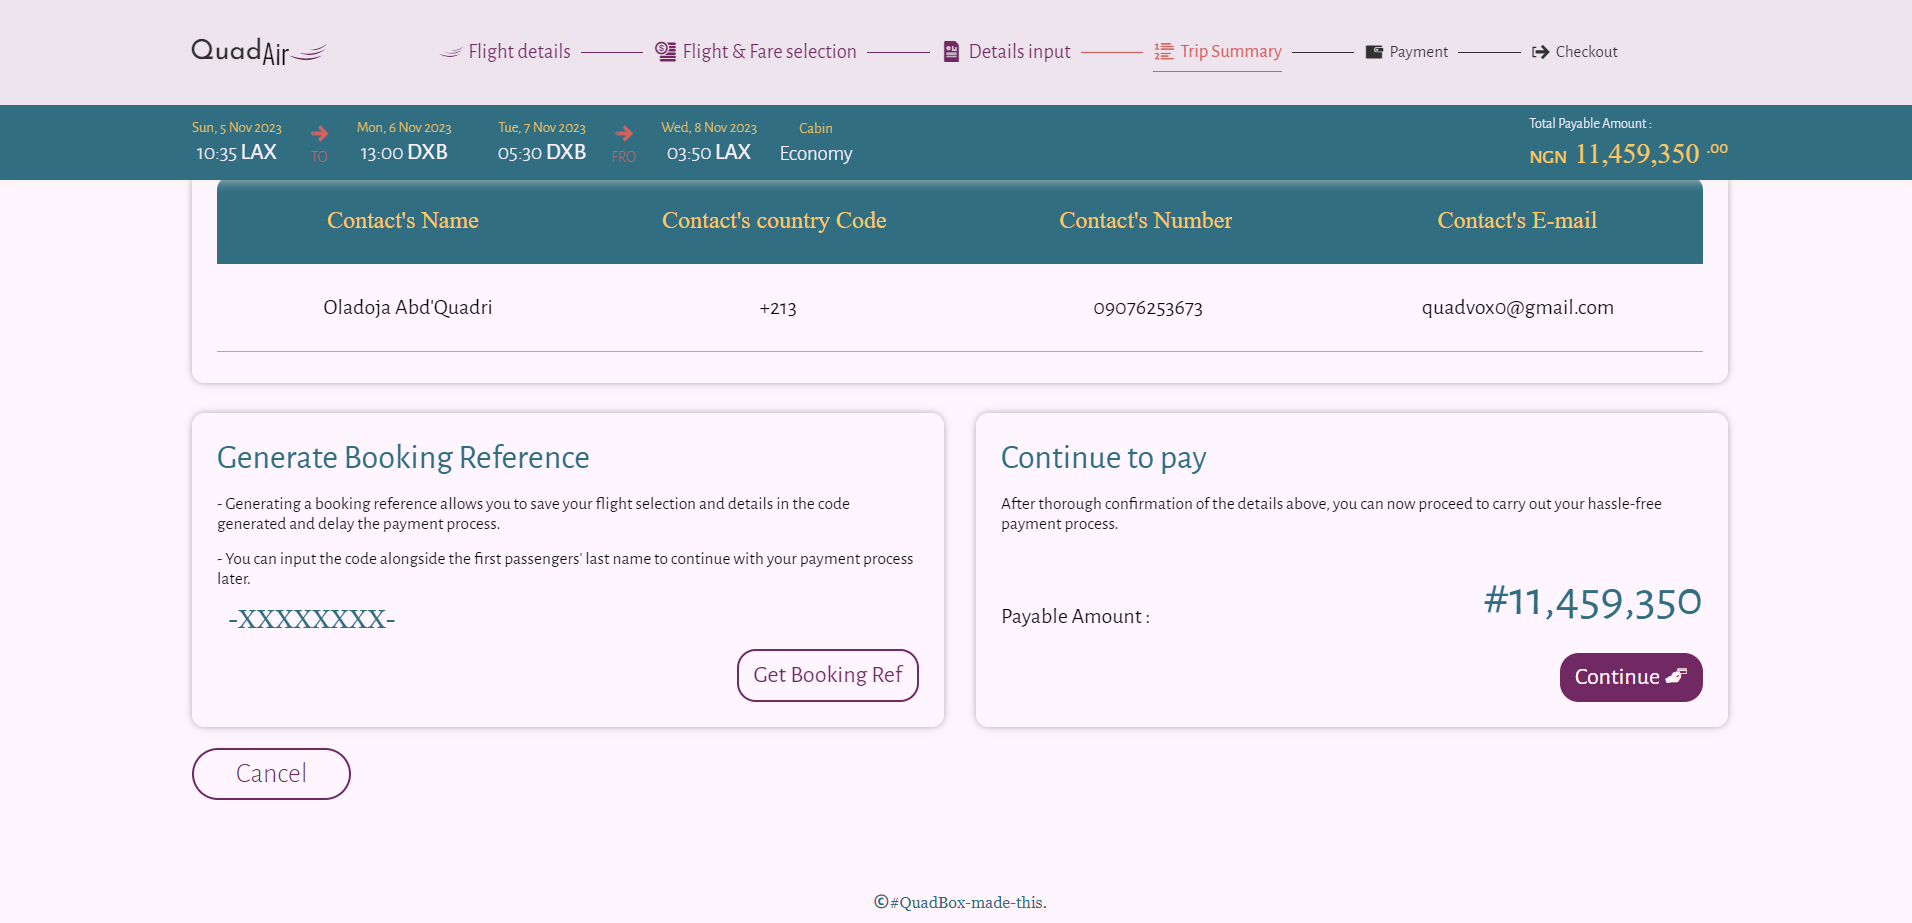 QuadAir
Flight details
Flight & Fare selection
Details input
Trip Summary
Payment
Checkout
Sun, 5 Nov 2023
10:35 LAX
TO
Mon, 6 Nov 2023
13:00 DXB
Tue, 7 Nov 2023
05:30 DXB
FRO
Wed, 8 Nov 2023
03:50 LAX
Cabin
Economy
Total Payable Amount :
NGN 11,459,350 .00
Contact's Name Contact's country Code Contact's Number Contact's E-mail
Oladoja Abd'Quadri +213 09076253673 quadvox0@gmail.com
Generate Booking Reference
- Generating a booking reference allows you to save your flight selection and details in the code
generated and delay the payment process.
- You can input the code alongside the first passengers' last name to continue with your payment process
later.
-XXXXXXXX-
Get Booking Ref
Continue to pay
After thorough confirmation of the details above, you can now proceed to carry out your hassle-free
payment process.
Payable Amount : #11,459,350
Continue
Cancel
©#QuadBox-made-this.